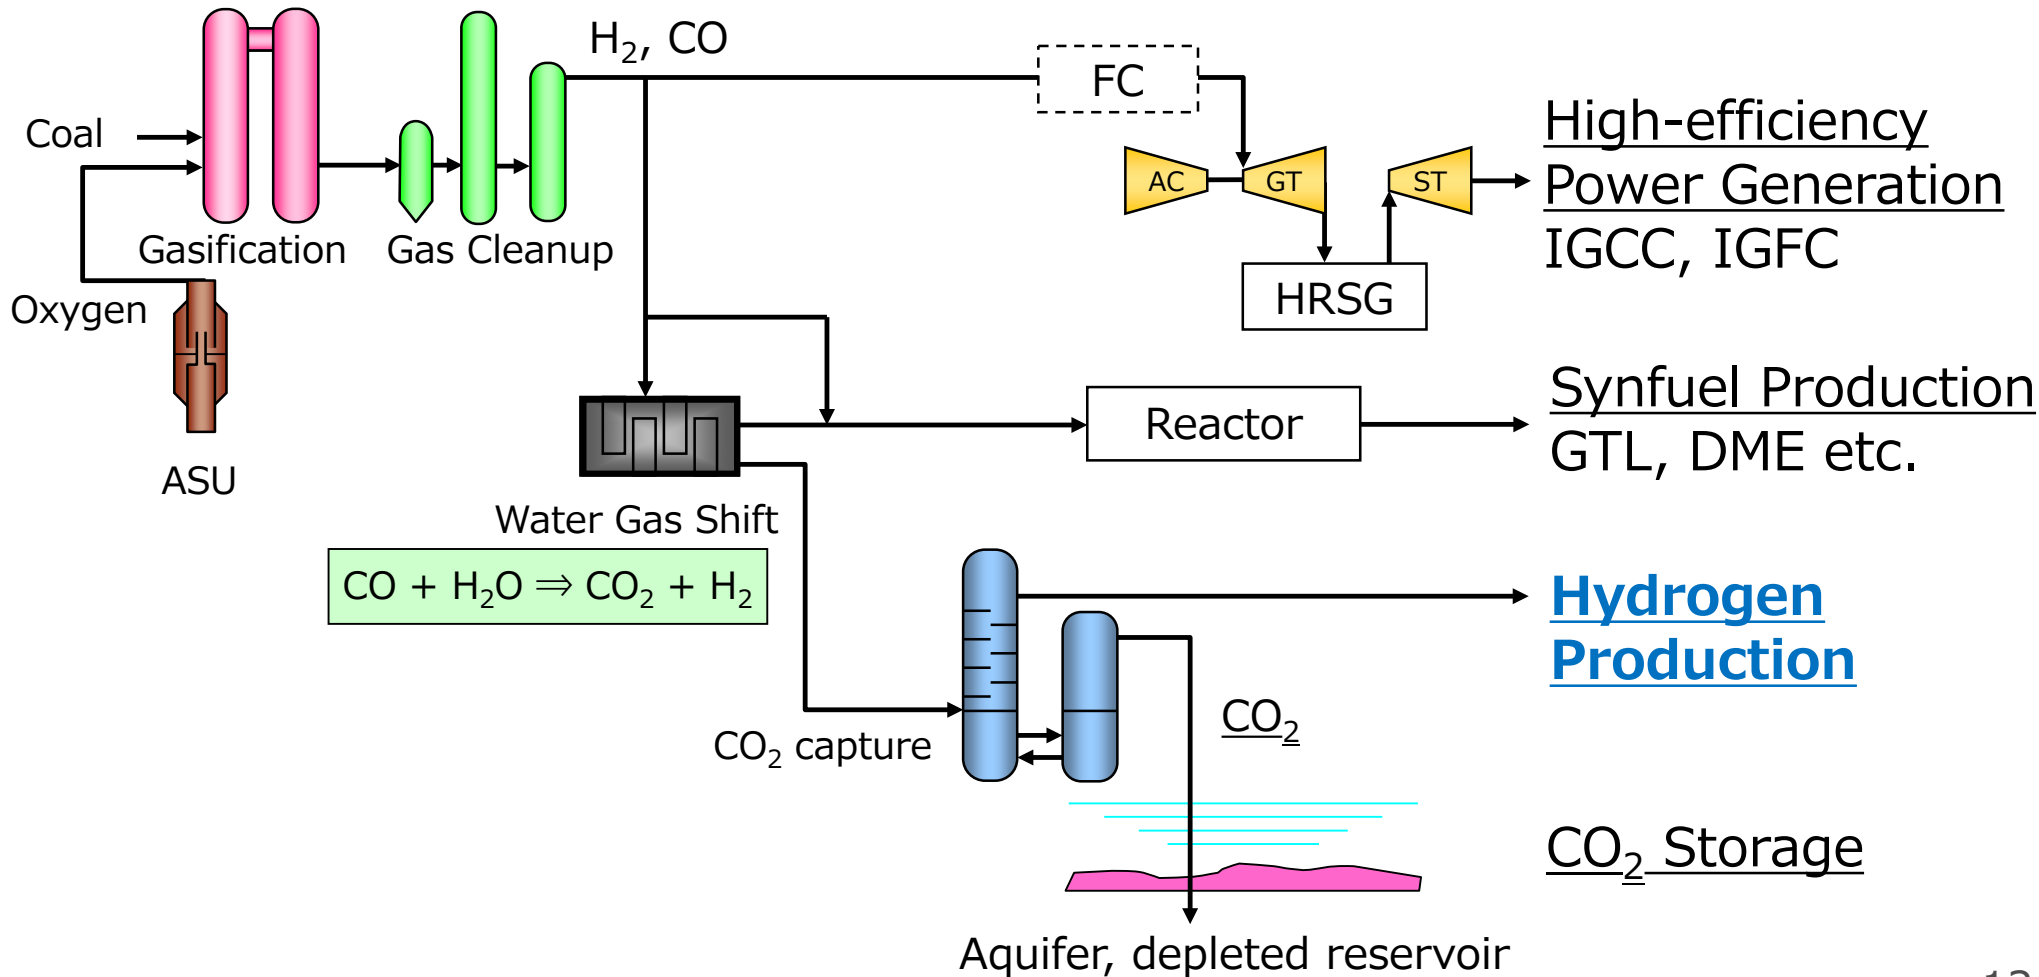 H₂, CO
FC
Coal
AC
GT
ST
High-efficiency
Power Generation
IGCC, IGFC
Gasification
Gas Cleanup
Oxygen
HRSG
ASU
Reactor
Synfuel Production
GTL, DME etc.
Water Gas Shift
CO + H₂O ⇒ CO₂ + H₂
Hydrogen
Production
CO₂ capture
CO₂
CO₂ Storage
Aquifer, depleted reservoir